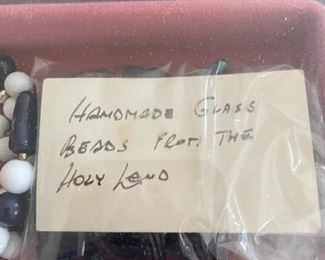 HANDMADE GLASS
BEADS FROM THE
HOLY LAND